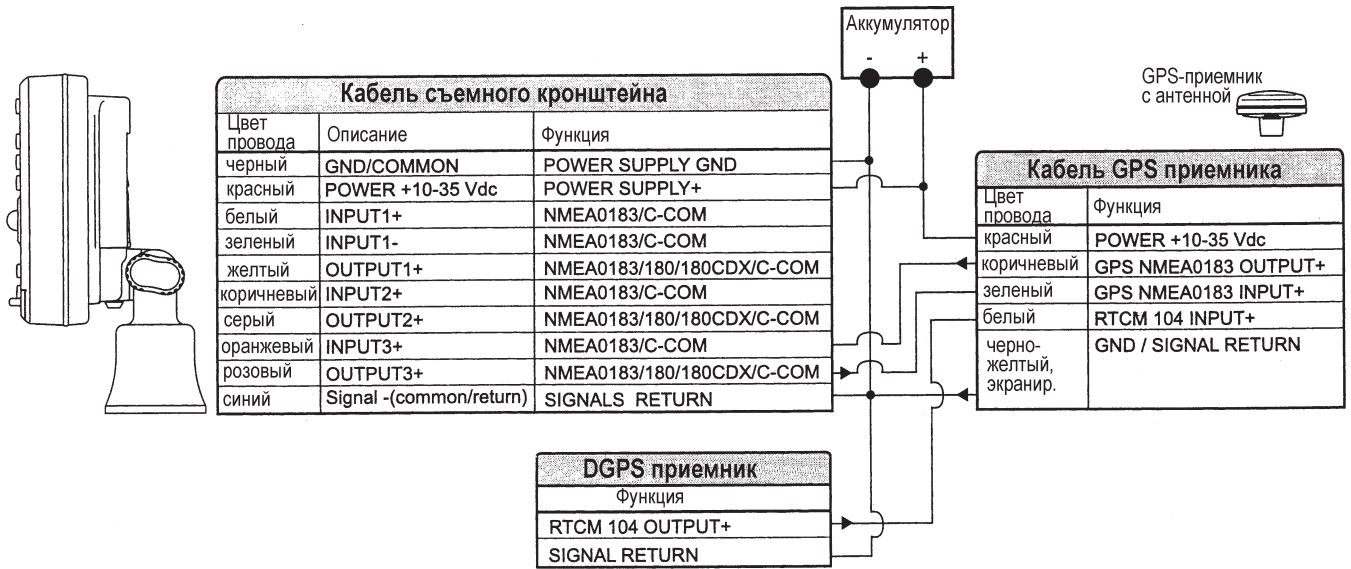 Аккумулятор
- +
GPS-приемник
с антенной
Кабель съемного кронштейна
Цвет
провода Описание Функция
черный GND/COMMON POWER SUPPLY GND
красный POWER +10-35 Vdc POWER SUPPLY+
белый INPUT1+ NMEA0183/C-COM
зеленый INPUT1- NMEA0183/C-COM
желтый OUTPUT1+ NMEA0183/180/180CDX/C-COM
коричневый INPUT2+ NMEA0183/C-COM
серый OUTPUT2+ NMEA0183/180/180CDX/C-COM
оранжевый INPUT3+ NMEA0183/C-COM
розовый OUTPUT3+ NMEA0183/180/180CDX/C-COM
синий Signal -(common/return) SIGNALS RETURN
Кабель GPS приемника
Цвет
провода Функция
красный POWER +10-35 Vdc
коричневый GPS NMEA0183 OUTPUT+
зеленый GPS NMEA0183 INPUT+
белый RTCM 104 INPUT+
черно- GND / SIGNAL RETURN
желтый,
экранир.
DGPS приемник
Функция
RTCM 104 OUTPUT+
SIGNAL RETURN